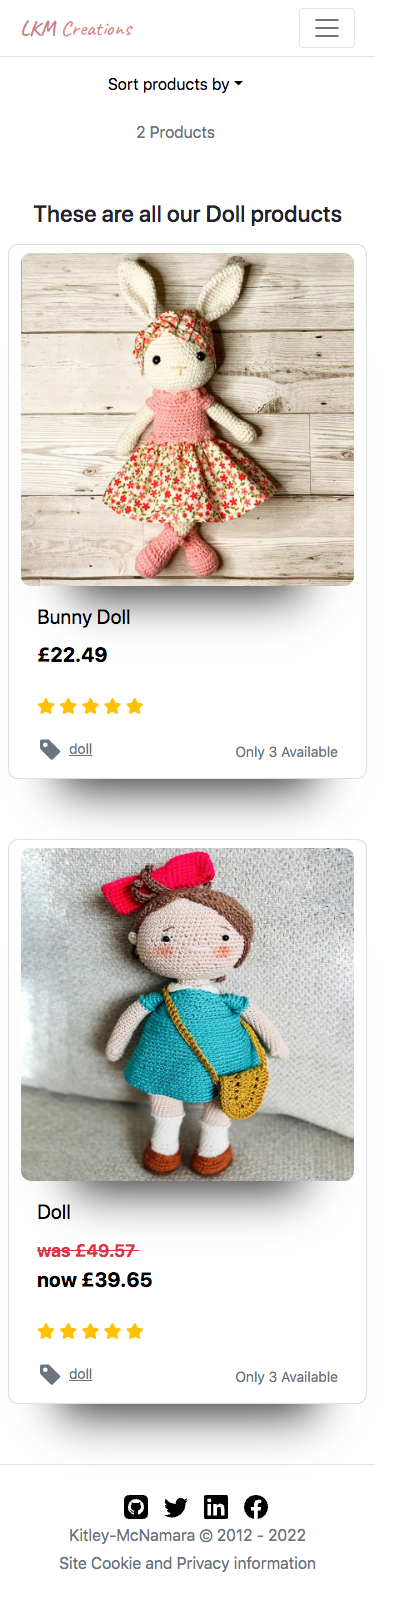 LKM Creations
Sort products by
2 Products
These are all our Doll products
Bunny Doll
£22.49
doll
Only 3 Available
Doll
was £49.57
now £39.65
doll
Only 3 Available
Kitley-McNamara © 2012 - 2022
Site Cookie and Privacy information